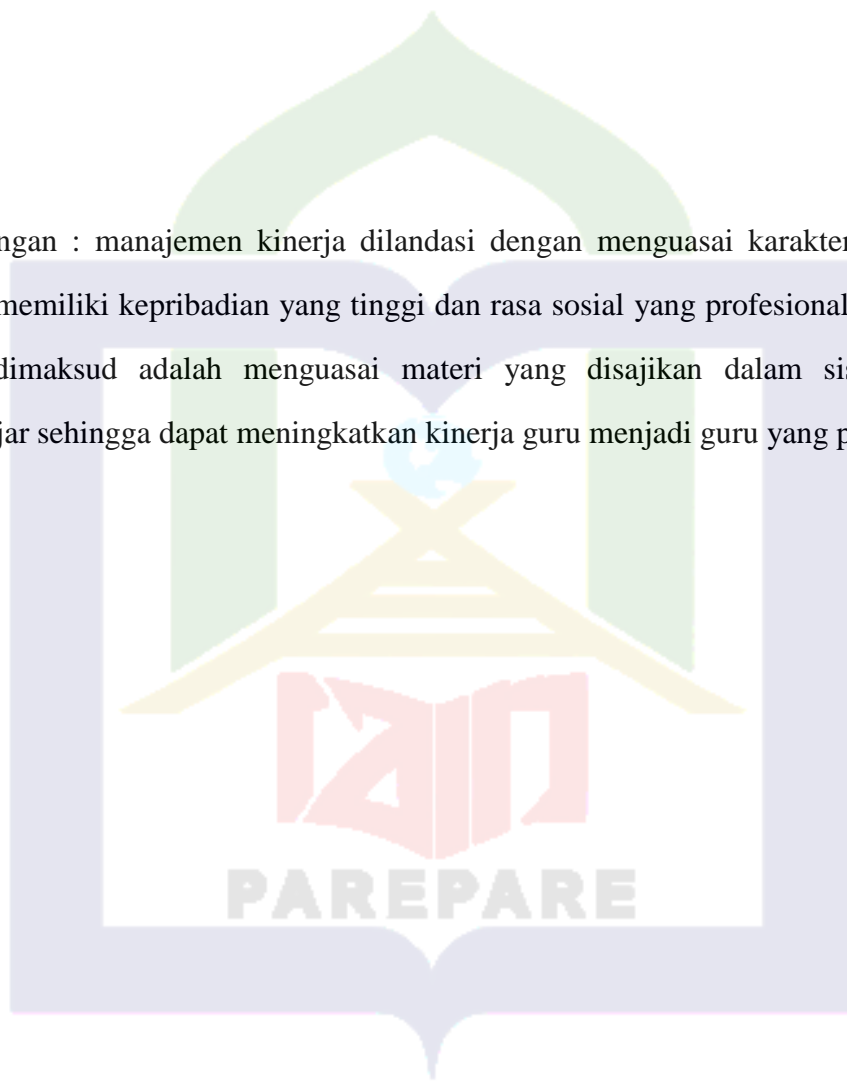 ngan : manajemen kinerja dilandasi dengan menguasai karakter
memiliki kepribadian yang tinggi dan rasa sosial yang profesional
dimaksud adalah menguasai materi yang disajikan dalam sis
jar sehingga dapat meningkatkan kinerja guru menjadi guru yang p
iain
PAREPARE